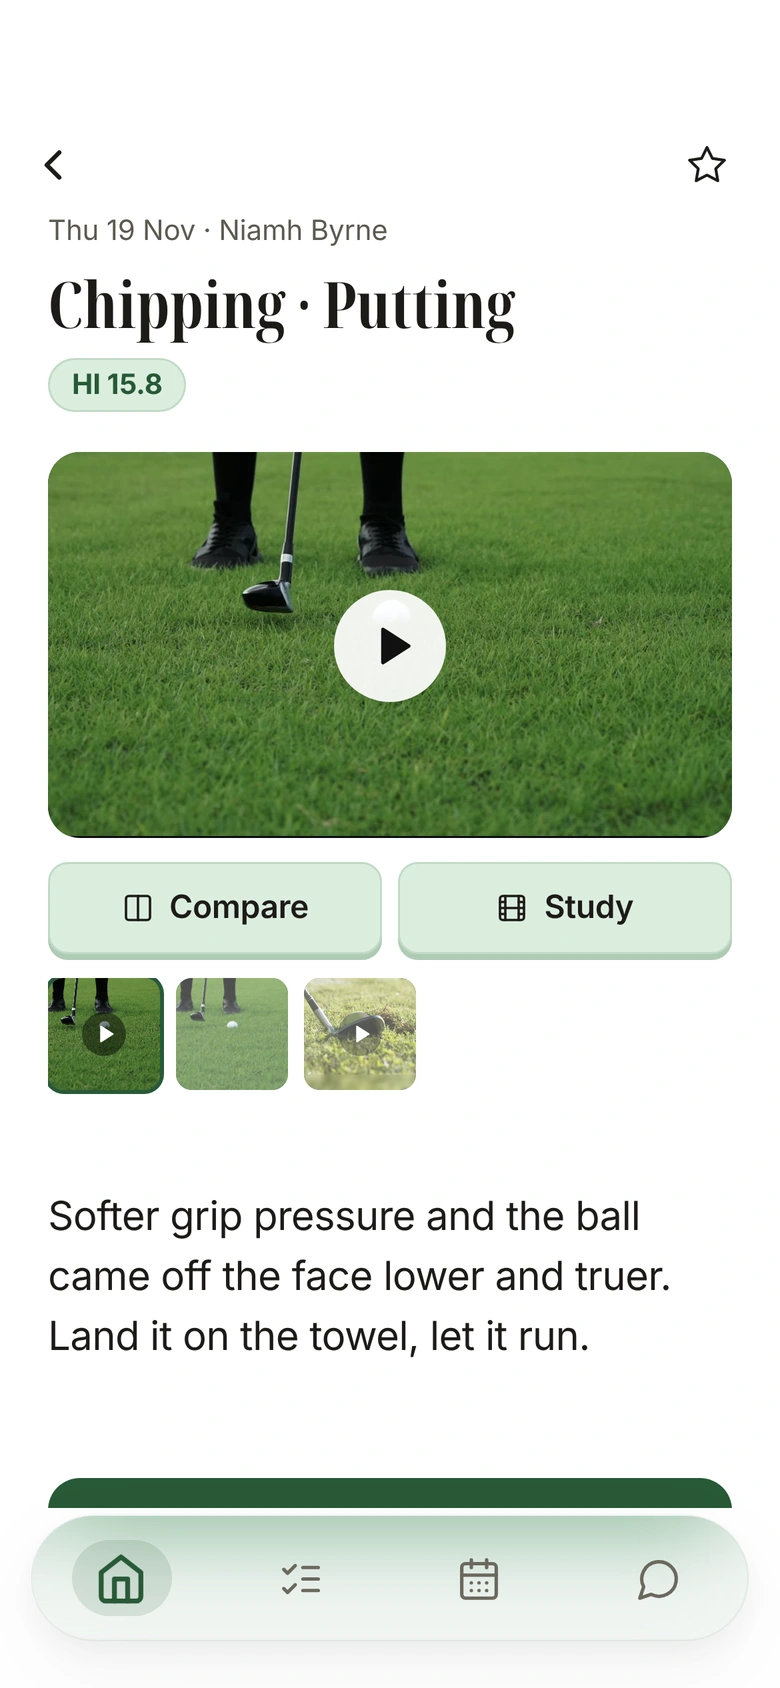 Thu 19 Nov · Niamh Byrne
Chipping · Putting
HI 15.8
Compare
Study
Softer grip pressure and the ball
came off the face lower and truer.
Land it on the towel, let it run.